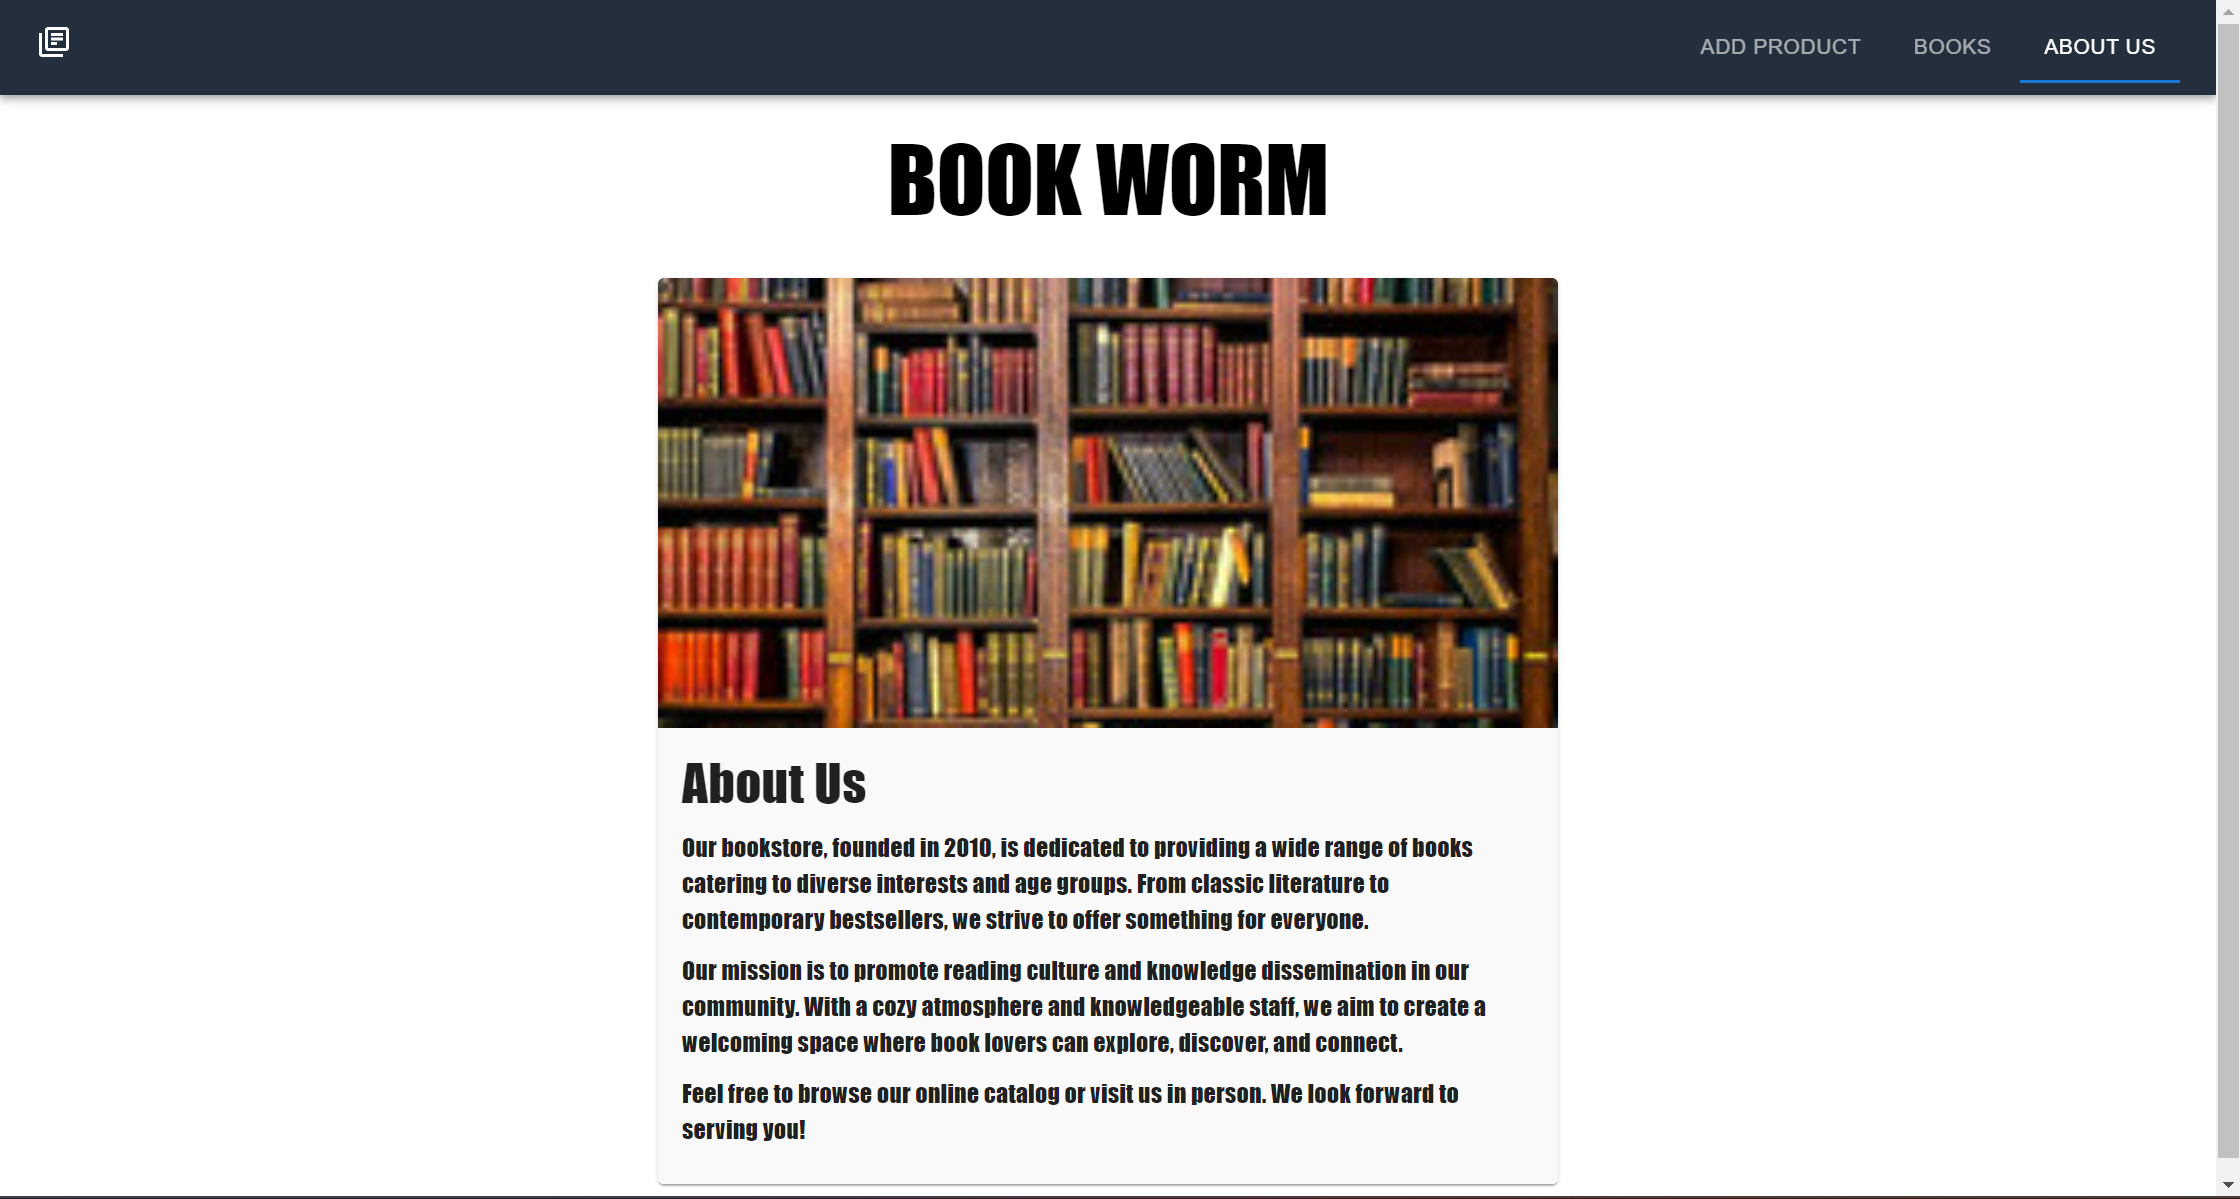 ADD PRODUCT BOOKS ABOUT US
BOOK WORM
About Us
Our bookstore, founded in 2010, is dedicated to providing a wide range of books
catering to diverse interests and age groups. From classic literature to
contemporary bestsellers, we strive to offer something for everyone.
Our mission is to promote reading culture and knowledge dissemination in our
community. With a cozy atmosphere and knowledgeable staff, we aim to create a
welcoming space where book lovers can explore, discover, and connect.
Feel free to browse our online catalog or visit us in person. We look forward to
serving you!